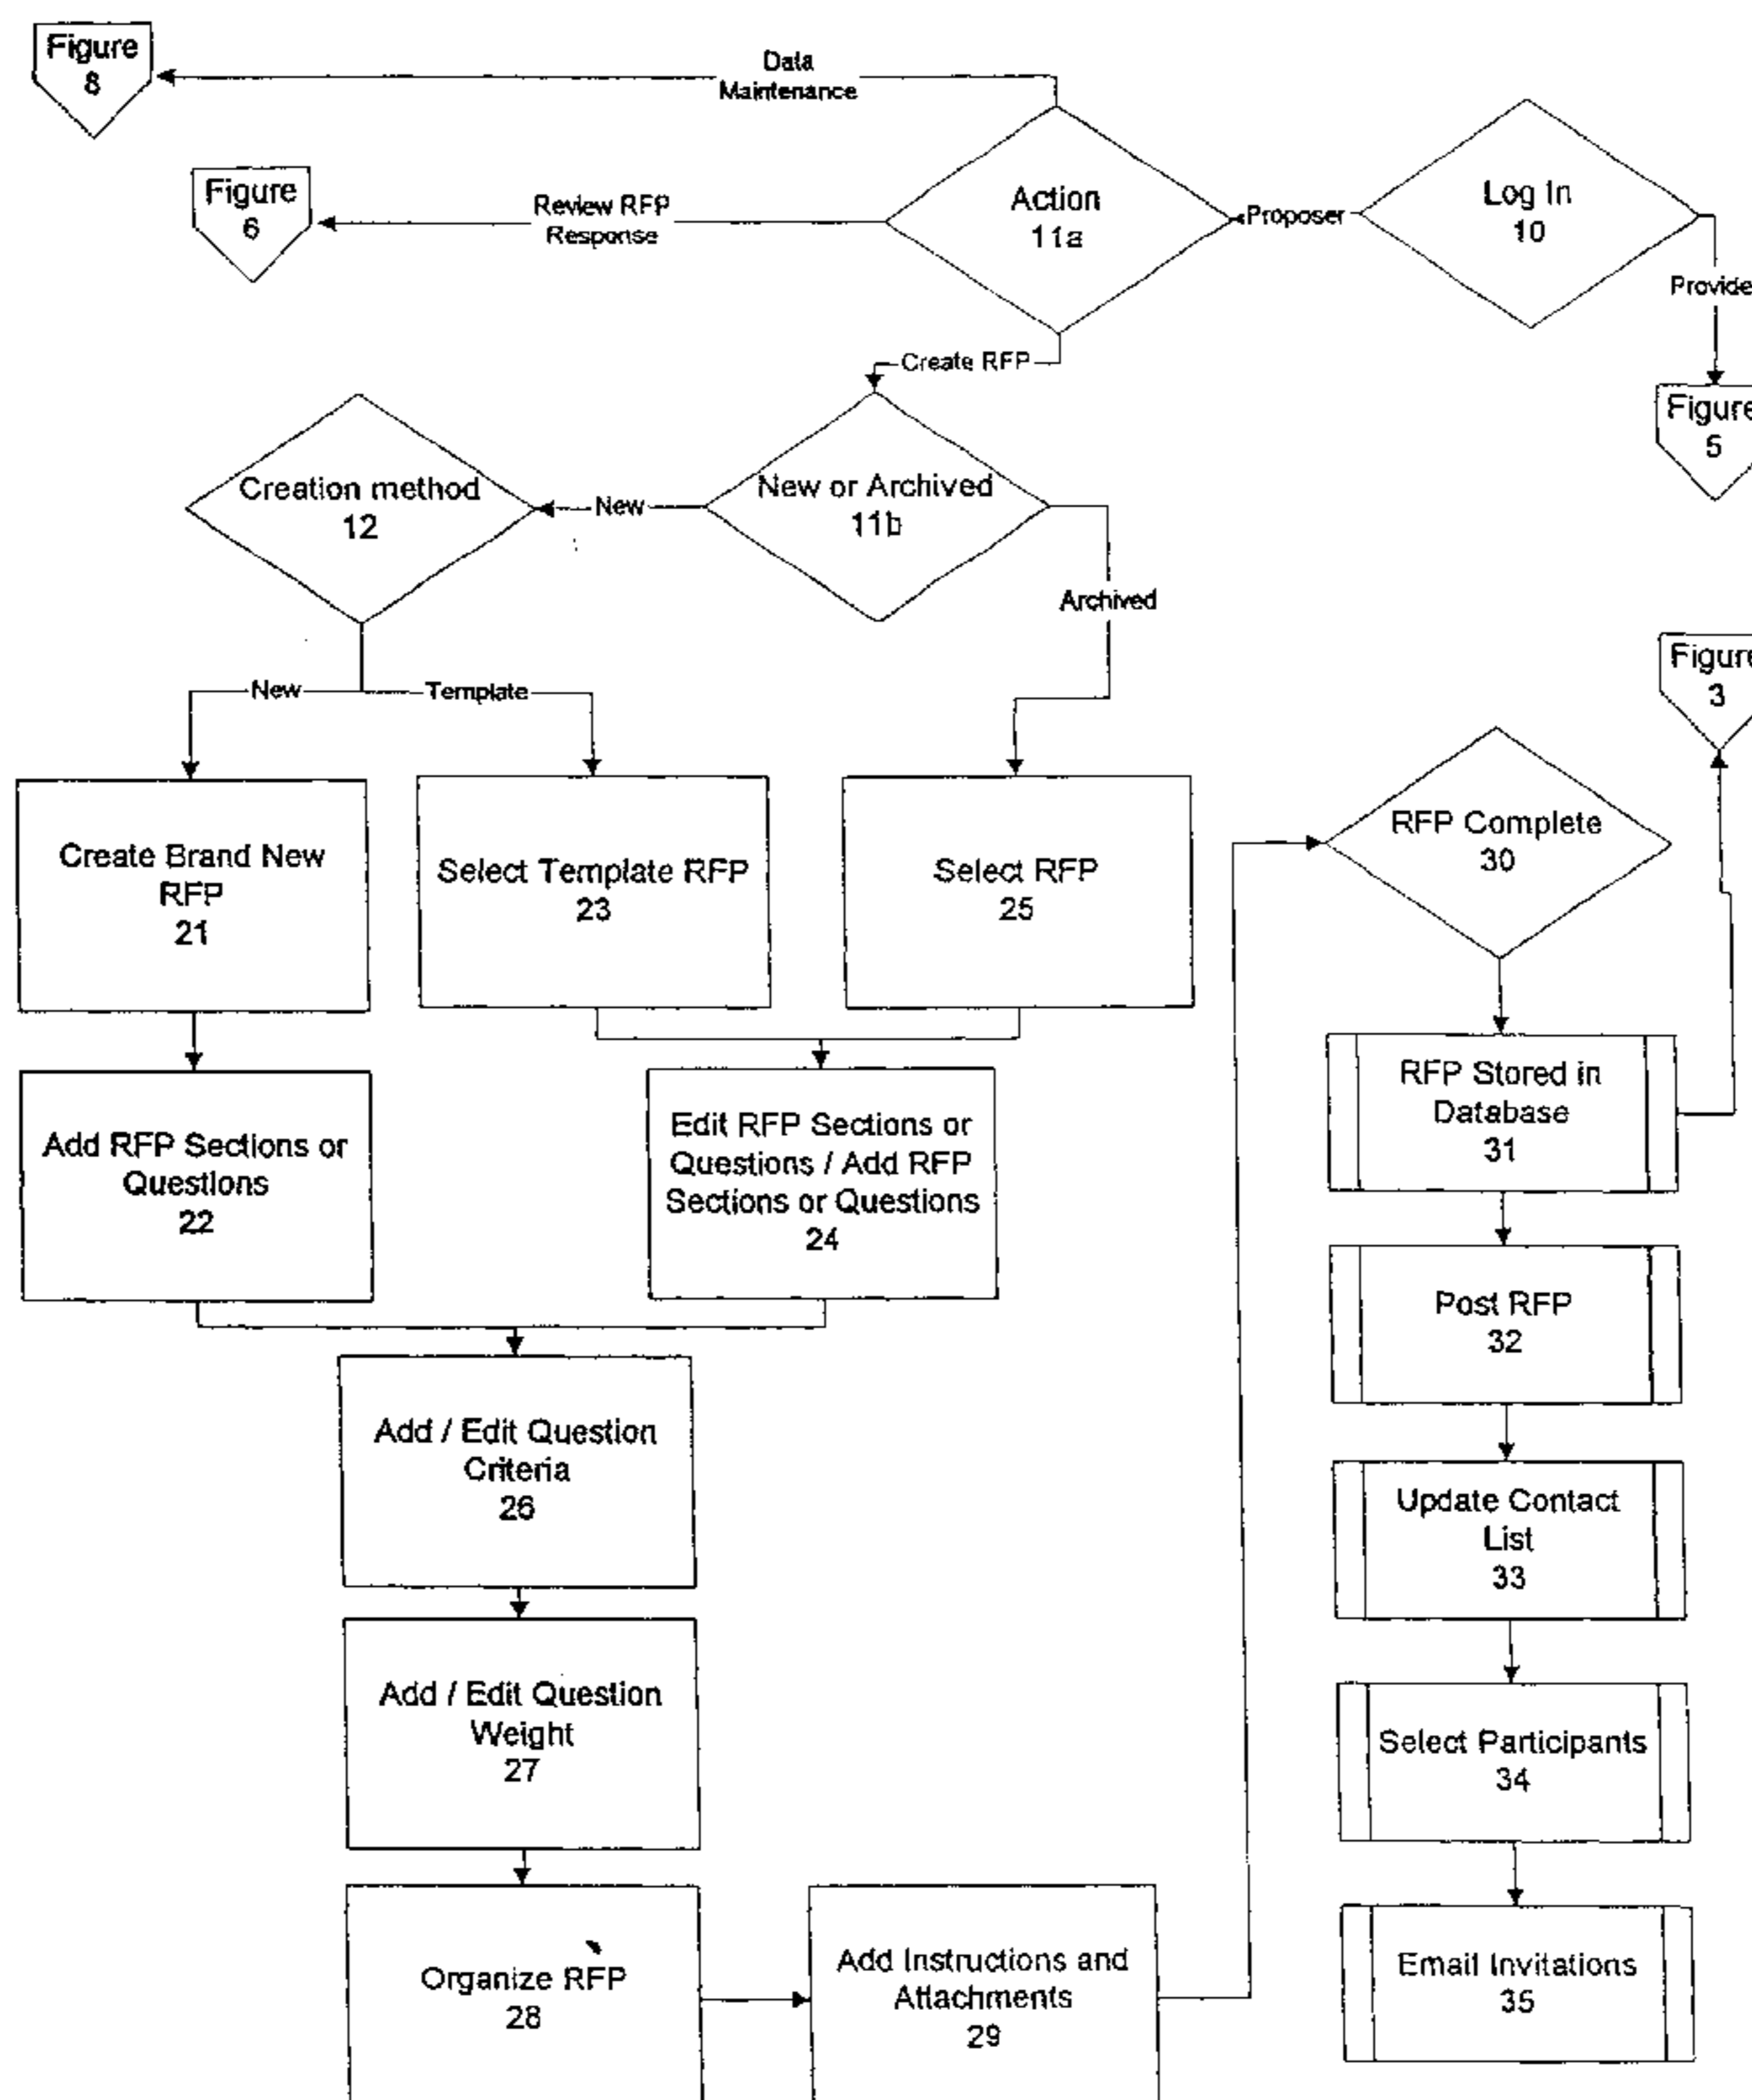 Figure
8
Data
Maintenance
Figure
6
Review RFP
Response
Action
11a
Proposer
Log In
10
Provide
Figure
5
Create RFP
Creation method
12
New
New or Archived
11b
Archived
New
Template
Figure
3
Create Brand New
RFP
21
Select Template RFP
23
Select RFP
25
RFP Complete
30
Add RFP Sections or
Questions
22
Edit RFP Sections or
Questions / Add RFP
Sections or Questions
24
RFP Stored in
Database
31
Post RFP
32
Add / Edit Question
Criteria
26
Update Contact
List
33
Add / Edit Question
Weight
27
Select Participants
34
Organize RFP
28
Add Instructions and
Attachments
29
Email Invitations
35